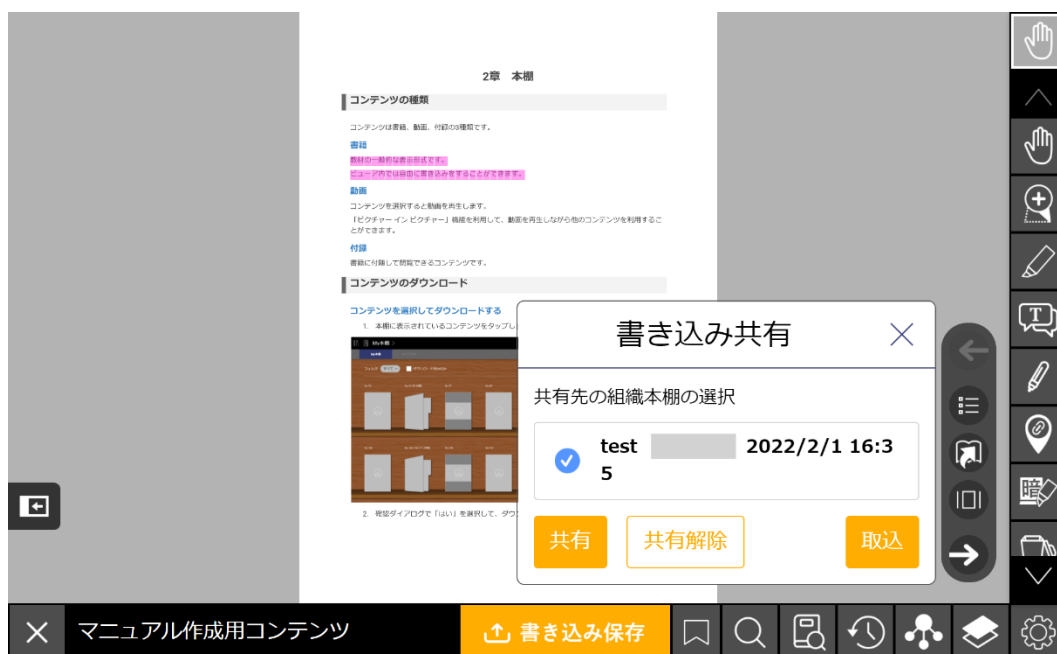 2章　本棚
コンテンツの種類
コンテンツは書籍、動画、付録の3種類です。
書籍
教材の一般的な表示形式です。
ビューア内では自由に書き込みをすることができます。
動画
コンテンツを選択すると動画を再生します。
「ピクチャー イン ピクチャー」機能を利用して、動画を再生しながら他のコンテンツを利用するこ
とができます。
付録
書籍に付随して閲覧できるコンテンツです。
コンテンツのダウンロード
コンテンツを選択してダウンロードする
1. 本棚に表示されているコンテンツをタップし
2. 確認ダイアログで「はい」を選択して、ダウ
書き込み共有
共有先の組織本棚の選択
test 2022/2/1 16:3
5
共有 共有解除 取込
T
暗
マニュアル作成用コンテンツ 書き込み保存